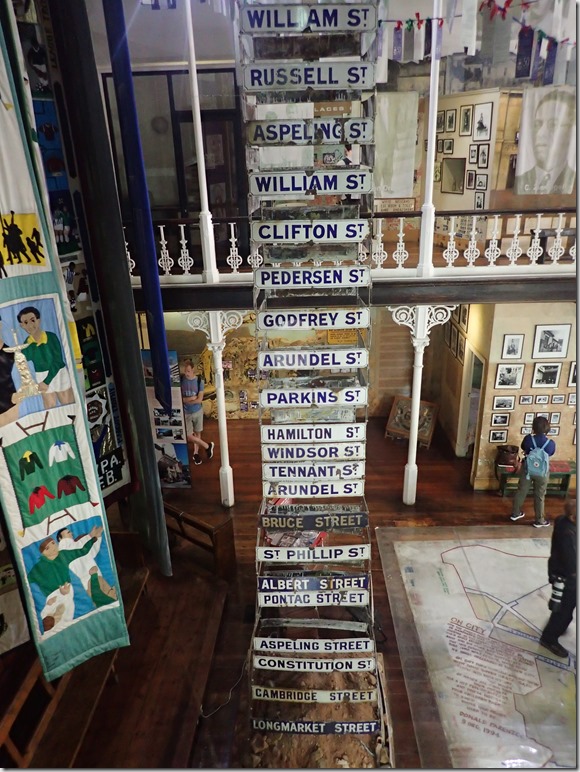 WILLIAM ST
RUSSELL ST
ASPELING ST
WILLIAM ST
CLIFTON ST
PEDERSEN ST
GODFREY ST
ARUNDEL ST
PARKINS ST
HAMILTON ST
WINDSOR ST
TENNANT ST
ARUNDEL ST
BRUCE STREET
ST PHILLIP ST
ALBERT STREET
PONTAC STREET
ASPELING STREET
CONSTITUTION ST
CAMBRIDGE STREET
LONGMARKET STREET